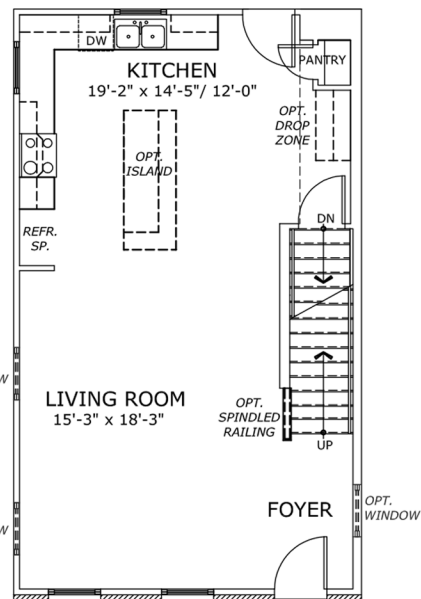 DW
KITCHEN
19'-2" x 14'-5"/ 12'-0"
PANTRY
OPT.
DROP
ZONE
OPT.
ISLAND
REFR.
SP.
DN
LIVING ROOM
15'-3" x 18'-3"
OPT.
SPINDLED
RAILING
UP
FOYER
OPT.
WINDOW
W
W